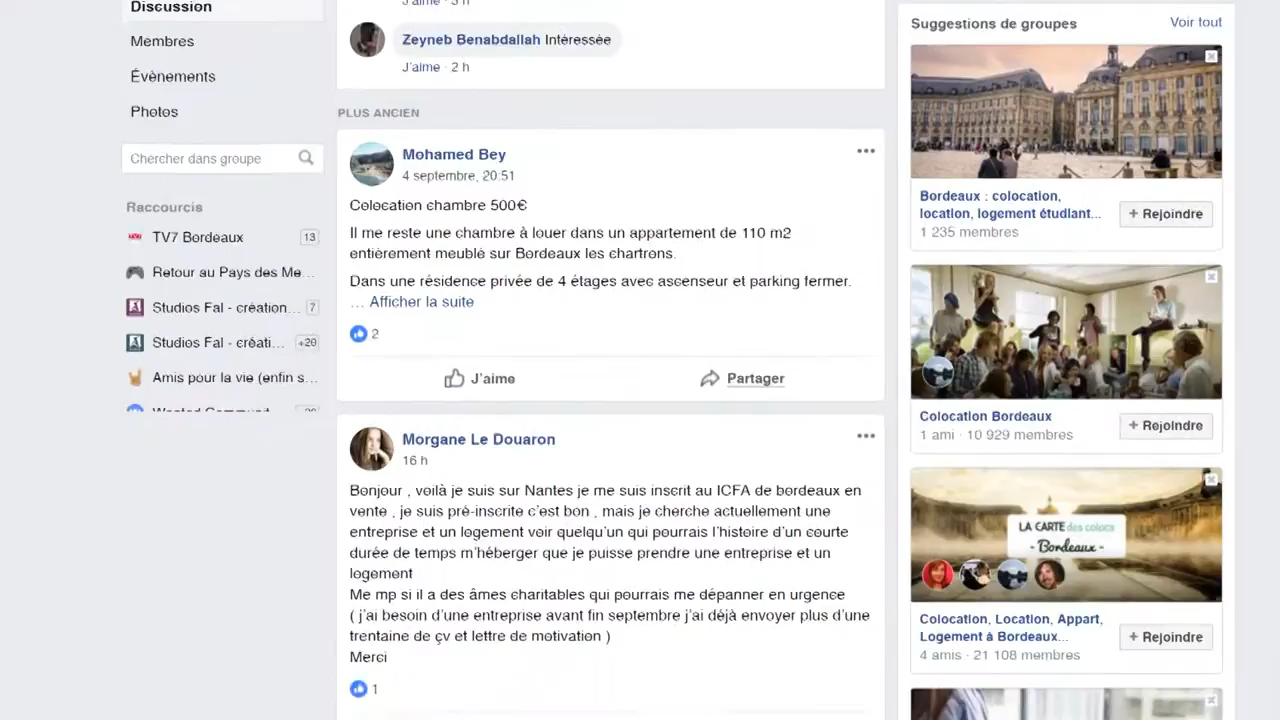 Discussion
Membres
Évènements
Photos
Chercher dans groupe
Raccourcis
TV7 Bordeaux 13
Retour au Pays des Me...
Studios Fal - création... 7
Studios Fal - créati... +20
Amis pour la vie (enfin s...
J'aime · 3 h
Zeyneb Benabdallah Intéressée
J'aime · 2 h
PLUS ANCIEN
Mohamed Bey
4 septembre, 20:51
Colocation chambre 500€
Il me reste une chambre à louer dans un appartement de 110 m2
entièrement meublé sur Bordeaux les chartrons.
Dans une résidence privée de 4 étages avec ascenseur et parking fermer.
... Afficher la suite
2
J'aime Partager
Morgane Le Douaron
16 h
Bonjour , voilà je suis sur Nantes je me suis inscrit au ICFA de bordeaux en
vente , je suis pré-inscrite c'est bon , mais je cherche actuellement une
entreprise et un logement voir quelqu'un qui pourrais l'histoire d'un courte
durée de temps m'héberger que je puisse prendre une entreprise et un
logement
Me mp si il a des âmes charitables qui pourrais me dépanner en urgence
( j'ai besoin d'une entreprise avant fin septembre j'ai déjà envoyer plus d'une
trentaine de çv et lettre de motivation )
Merci
1
Suggestions de groupes Voir tout
Bordeaux : colocation,
location, logement étudiant...
1 235 membres
+ Rejoindre
Colocation Bordeaux
1 ami · 10 929 membres
+ Rejoindre
LA CARTE des colocs
- Bordeaux -
Colocation, Location, Appart,
Logement à Bordeaux...
4 amis · 21 108 membres
+ Rejoindre